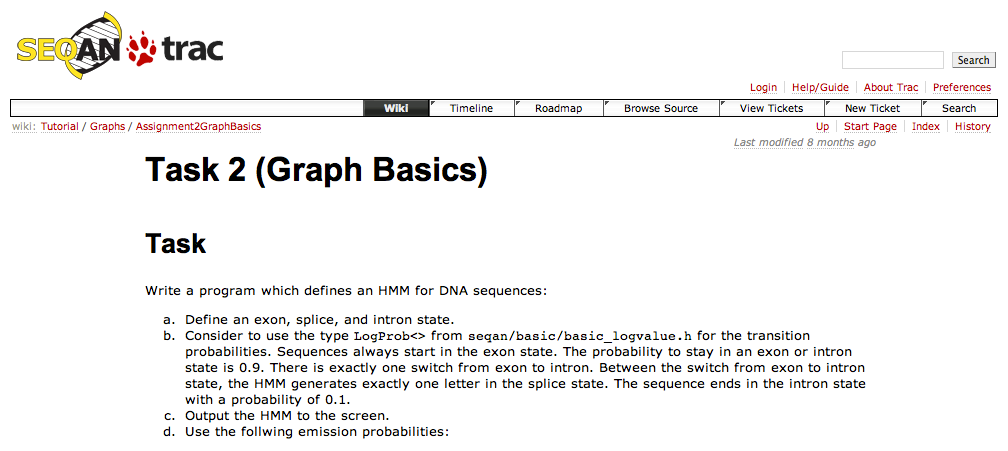 SEQAN trac
Search
Login Help/Guide About Trac Preferences
Wiki Timeline Roadmap Browse Source View Tickets New Ticket Search
wiki: Tutorial / Graphs / Assignment2GraphBasics Up Start Page Index History
Last modified 8 months ago
Task 2 (Graph Basics)
Task
Write a program which defines an HMM for DNA sequences:
a. Define an exon, splice, and intron state.
b. Consider to use the type LogProb<> from seqan/basic/basic_logvalue.h for the transition
probabilities. Sequences always start in the exon state. The probability to stay in an exon or intron
state is 0.9. There is exactly one switch from exon to intron. Between the switch from exon to intron
state, the HMM generates exactly one letter in the splice state. The sequence ends in the intron state
with a probability of 0.1.
c. Output the HMM to the screen.
d. Use the follwing emission probabilities: